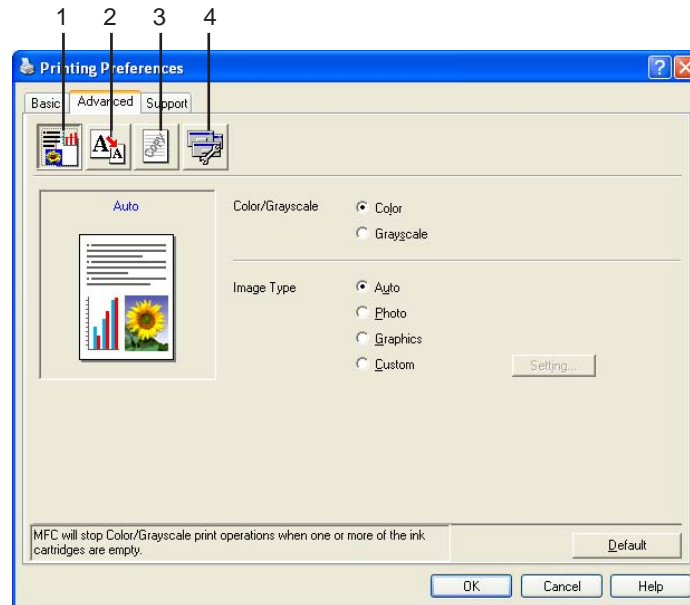 1 2 3 4
Printing Preferences
Basic Advanced Support
A A
Copy
Auto
Color/Grayscale
Color
Grayscale
Image Type
Auto
Photo
Graphics
Custom
Setting...
MFC will stop Color/Grayscale print operations when one or more of the ink
cartridges are empty.
Default
OK Cancel Help